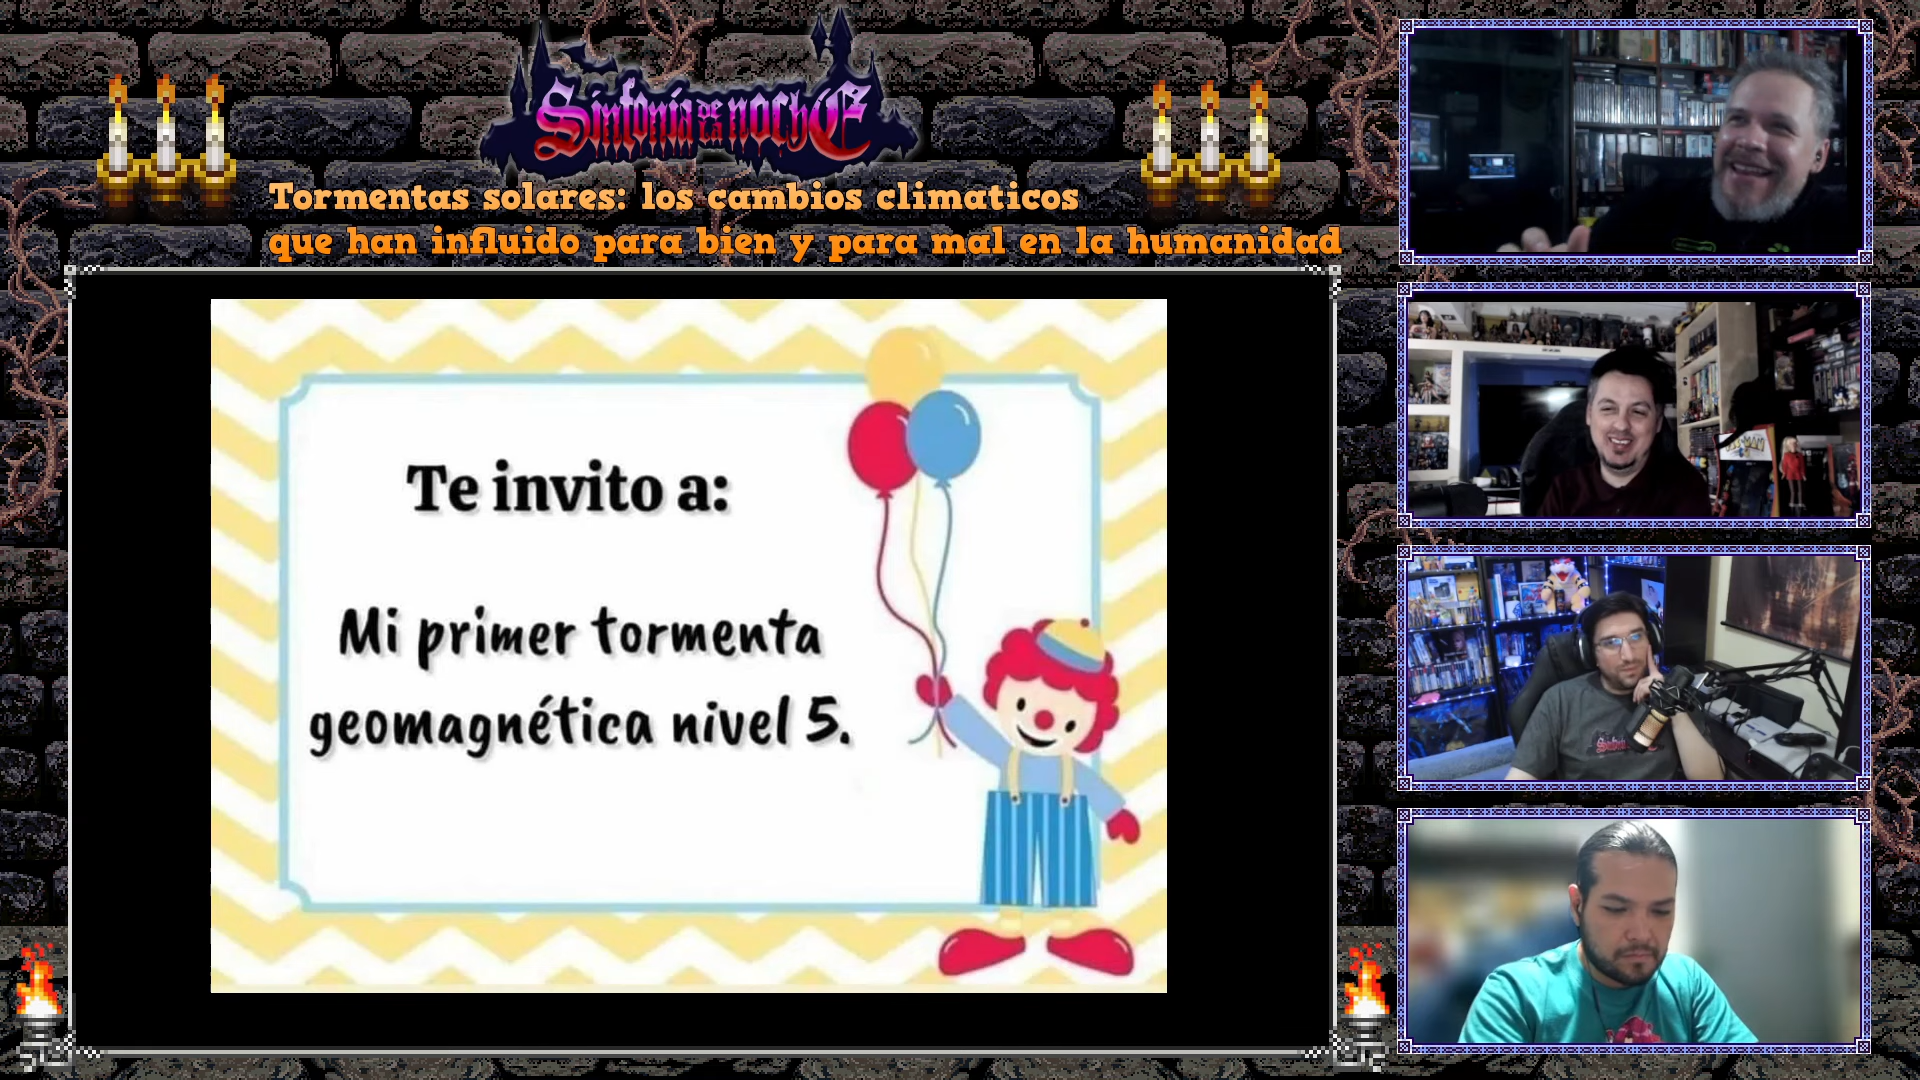 Sinfonía de la noche
Tormentas solares: los cambios climaticos
que han influido para bien y para mal en la humanidad
Te invito a:
Mi primer tormenta
geomagnética nivel 5.